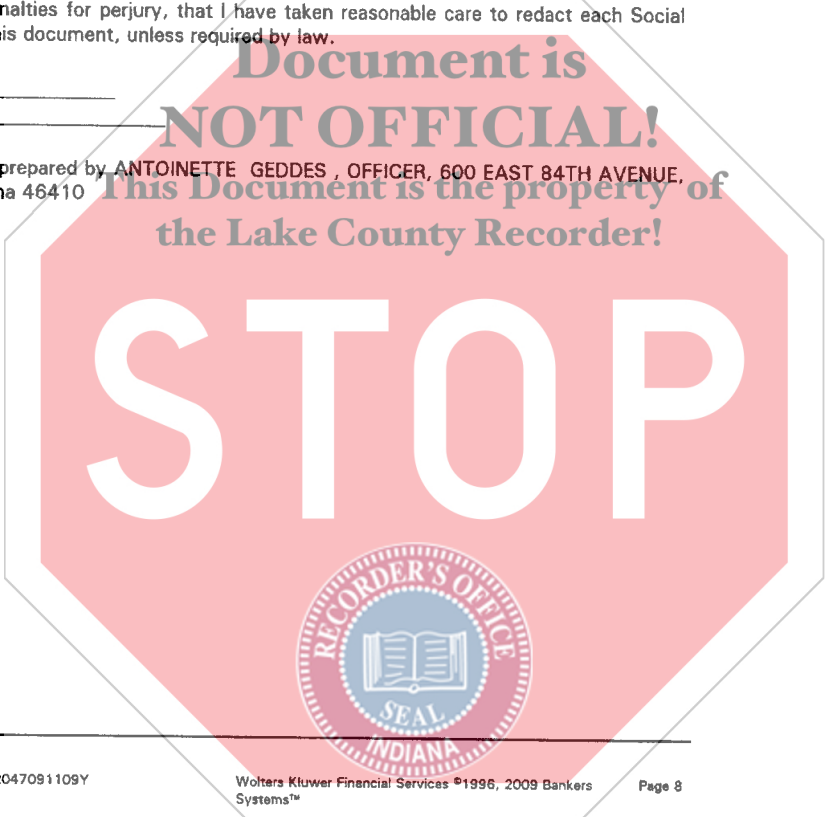 nalties for perjury, that I have taken reasonable care to redact each Social
is document, unless required by law.
Document is
NOT OFFICIAL!
prepared by ANTOINETTE GEDDES , OFFICER, 600 EAST 84TH AVENUE,
a 46410
This Document is the property of
the Lake County Recorder!
STOP
RECORDER'S OFFICE
SEAL
INDIANA
047091109Y
Wolters Kluwer Financial Services ©1996, 2009 Bankers
Systems™
Page 8